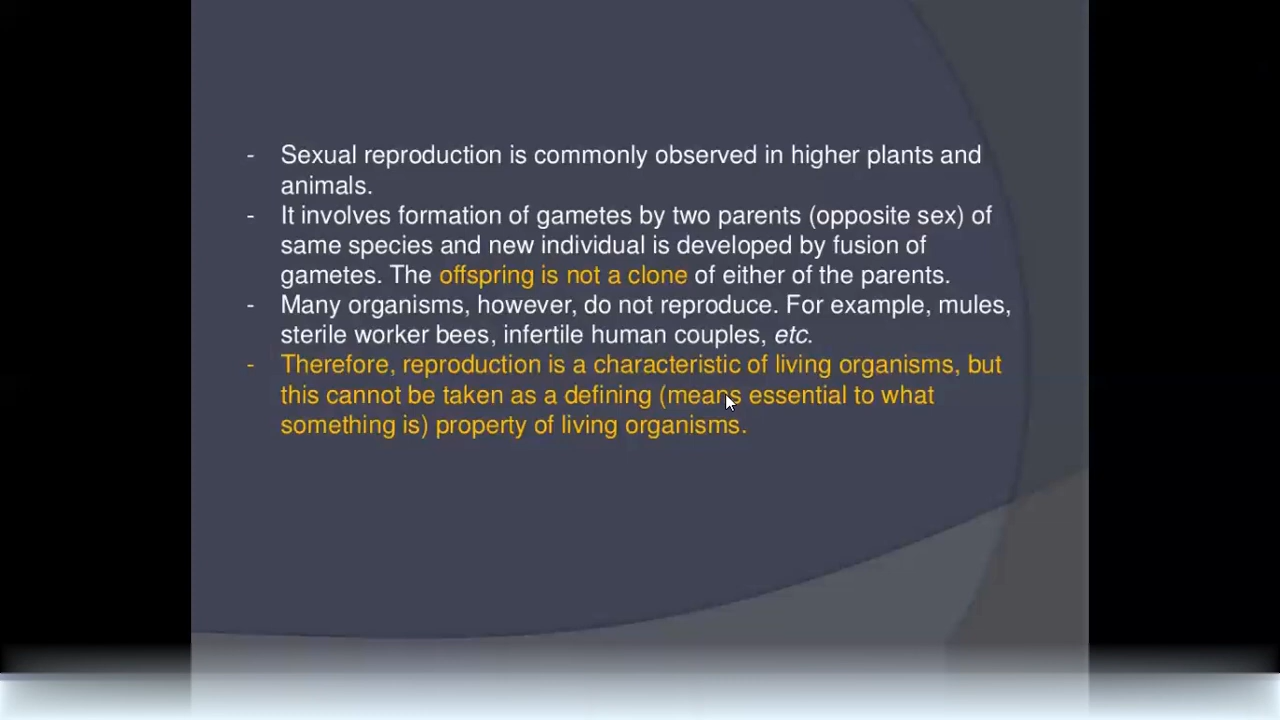 - Sexual reproduction is commonly observed in higher plants and
animals.
- It involves formation of gametes by two parents (opposite sex) of
same species and new individual is developed by fusion of
gametes. The offspring is not a clone of either of the parents.
- Many organisms, however, do not reproduce. For example, mules,
sterile worker bees, infertile human couples, etc.
- Therefore, reproduction is a characteristic of living organisms, but
this cannot be taken as a defining (means essential to what
something is) property of living organisms.